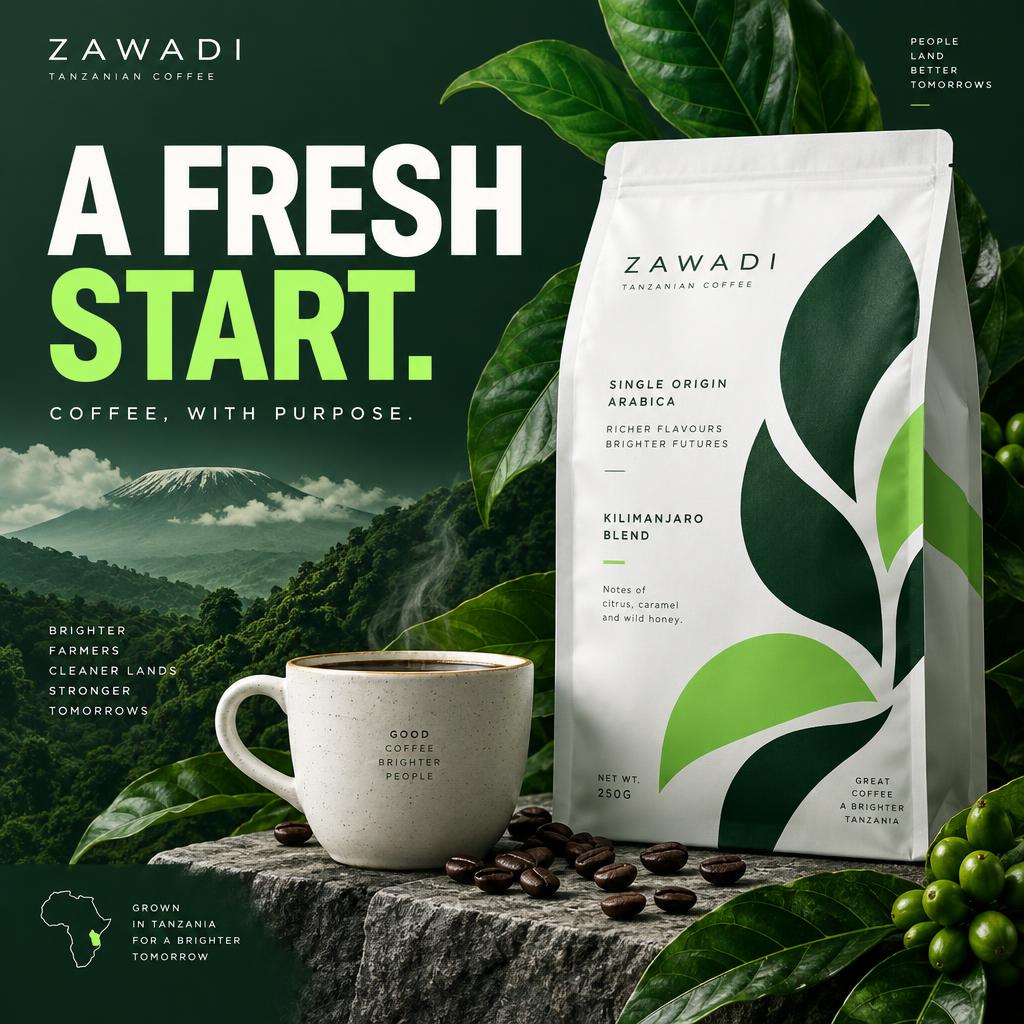 ZAWADI
TANZANIAN COFFEE
PEOPLE
LAND
BETTER
TOMORROWS
A FRESH
START.
COFFEE, WITH PURPOSE.
BRIGHTER
FARMERS
CLEANER LANDS
STRONGER
TOMORROWS
ZAWADI
TANZANIAN COFFEE
SINGLE ORIGIN
ARABICA
RICHER FLAVOURS
BRIGHTER FUTURES
KILIMANJARO
BLEND
Notes of
citrus, caramel
and wild honey.
NET WT.
250G
GREAT
COFFEE
A BRIGHTER
TANZANIA
GOOD
COFFEE
BRIGHTER
PEOPLE
GROWN
IN TANZANIA
FOR A BRIGHTER
TOMORROW